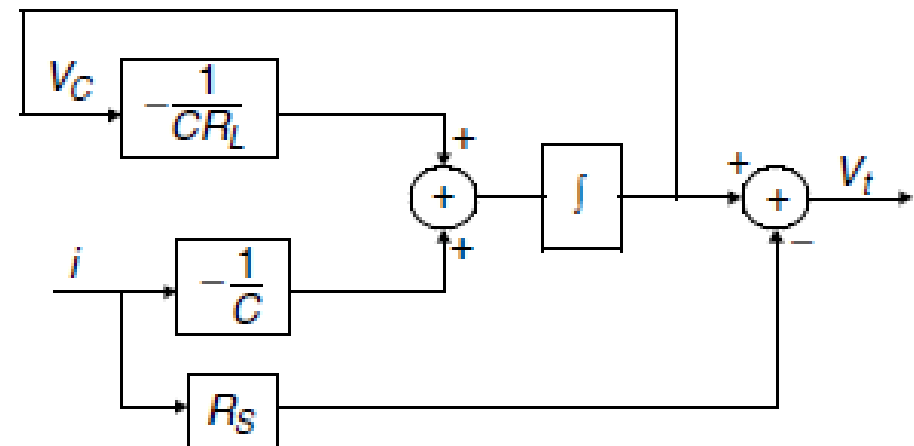 V_C
-1/(CR_L)
+
+
+
∫
+
+
−
V_t
i
-1/C
R_S